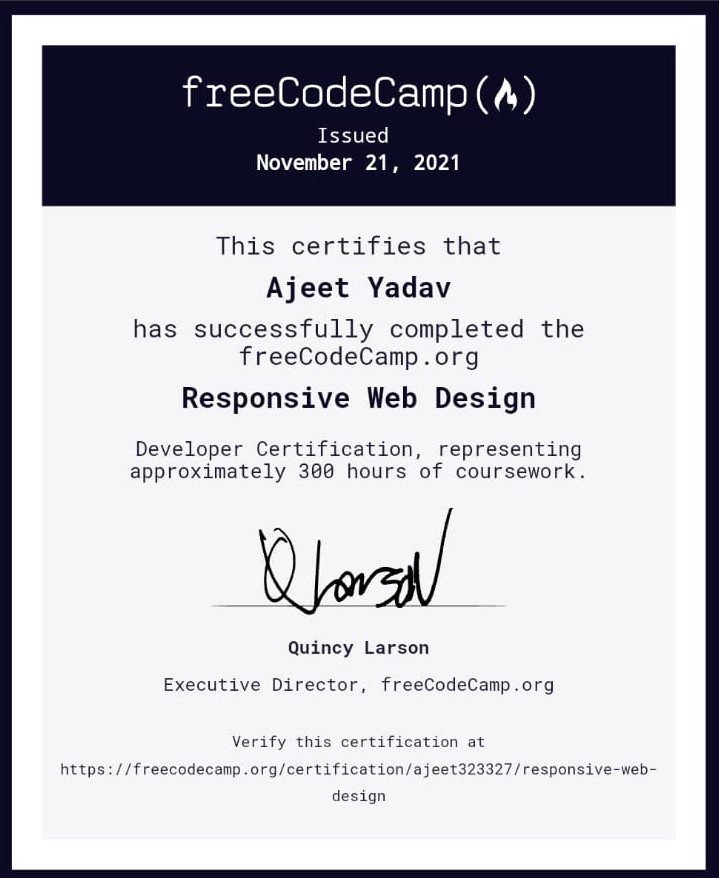 freeCodeCamp
Issued
November 21, 2021
This certifies that
Ajeet Yadav
has successfully completed the
freeCodeCamp.org
Responsive Web Design
Developer Certification, representing
approximately 300 hours of coursework.
QLarson
Quincy Larson
Executive Director, freeCodeCamp.org
Verify this certification at
https://freecodecamp.org/certification/ajeet323327/responsive-web-
design